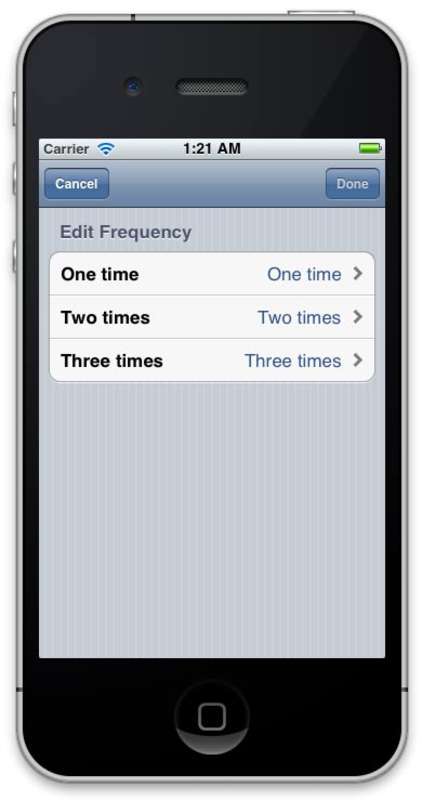 Carrier 1:21 AM
Cancel Done
Edit Frequency
One time One time
Two times Two times
Three times Three times